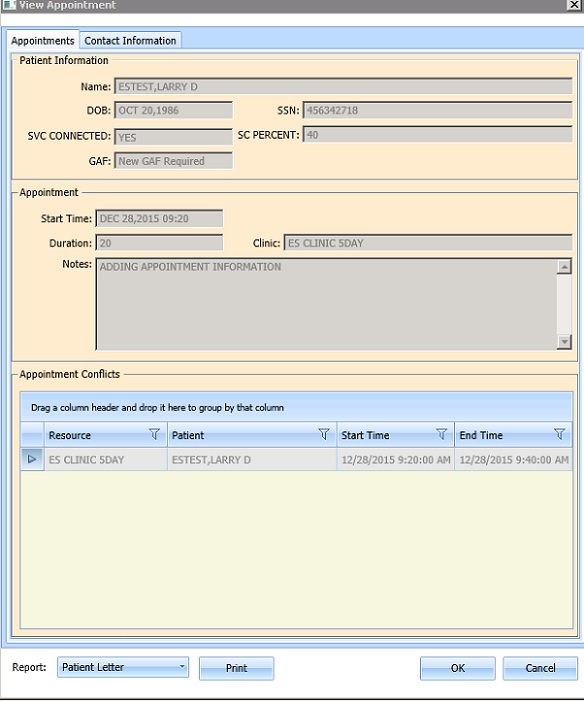 View Appointment
Appointments Contact Information
Patient Information
Name: ESTEST,LARRY D
DOB: OCT 20,1986 SSN: 456342718
SVC CONNECTED: YES SC PERCENT: 40
GAF: New GAF Required
Appointment
Start Time: DEC 28,2015 09:20
Duration: 20 Clinic: ES CLINIC 5DAY
Notes: ADDING APPOINTMENT INFORMATION
Appointment Conflicts
Drag a column header and drop it here to group by that column
Resource Patient Start Time End Time
ES CLINIC 5DAY ESTEST,LARRY D 12/28/2015 9:20:00 AM 12/28/2015 9:40:00 AM
Report: Patient Letter Print OK Cancel